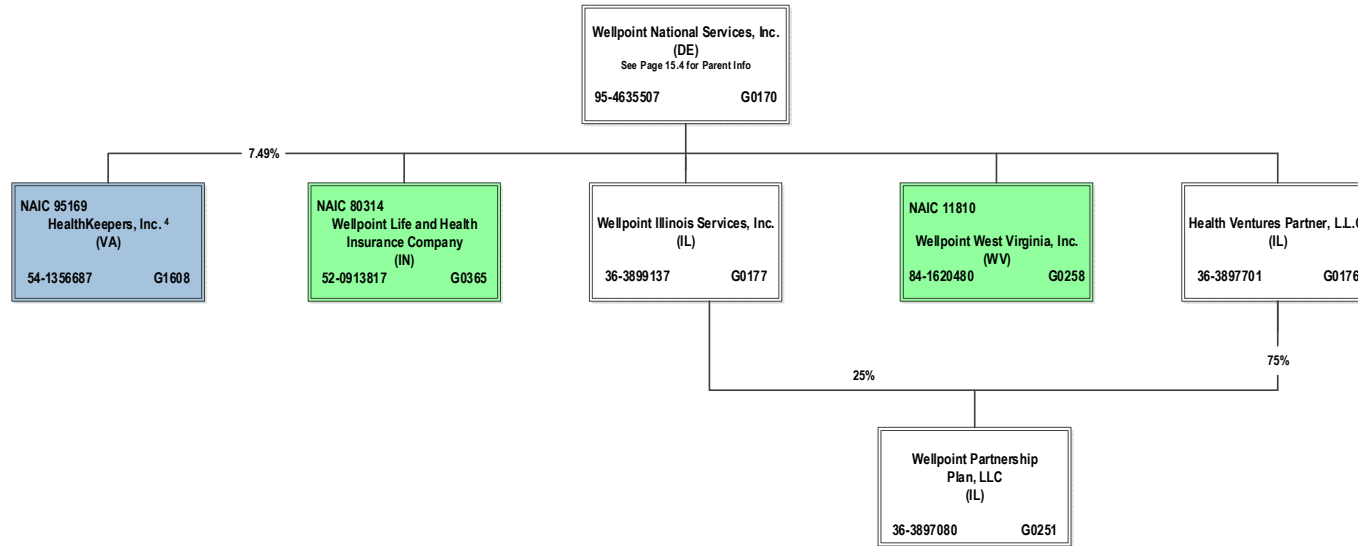 Wellpoint National Services, Inc.
(DE)
See Page 15.4 for Parent Info
95-4635507 G0170
7.49%
NAIC 95169
HealthKeepers, Inc. ⁴
(VA)
54-1356687 G1608
NAIC 80314
Wellpoint Life and Health
Insurance Company
(IN)
52-0913817 G0365
Wellpoint Illinois Services, Inc.
(IL)
36-3899137 G0177
NAIC 11810
Wellpoint West Virginia, Inc.
(WV)
84-1620480 G0258
Health Ventures Partner, L.L.C
(IL)
36-3897701 G0176
25%
75%
Wellpoint Partnership
Plan, LLC
(IL)
36-3897080 G0251